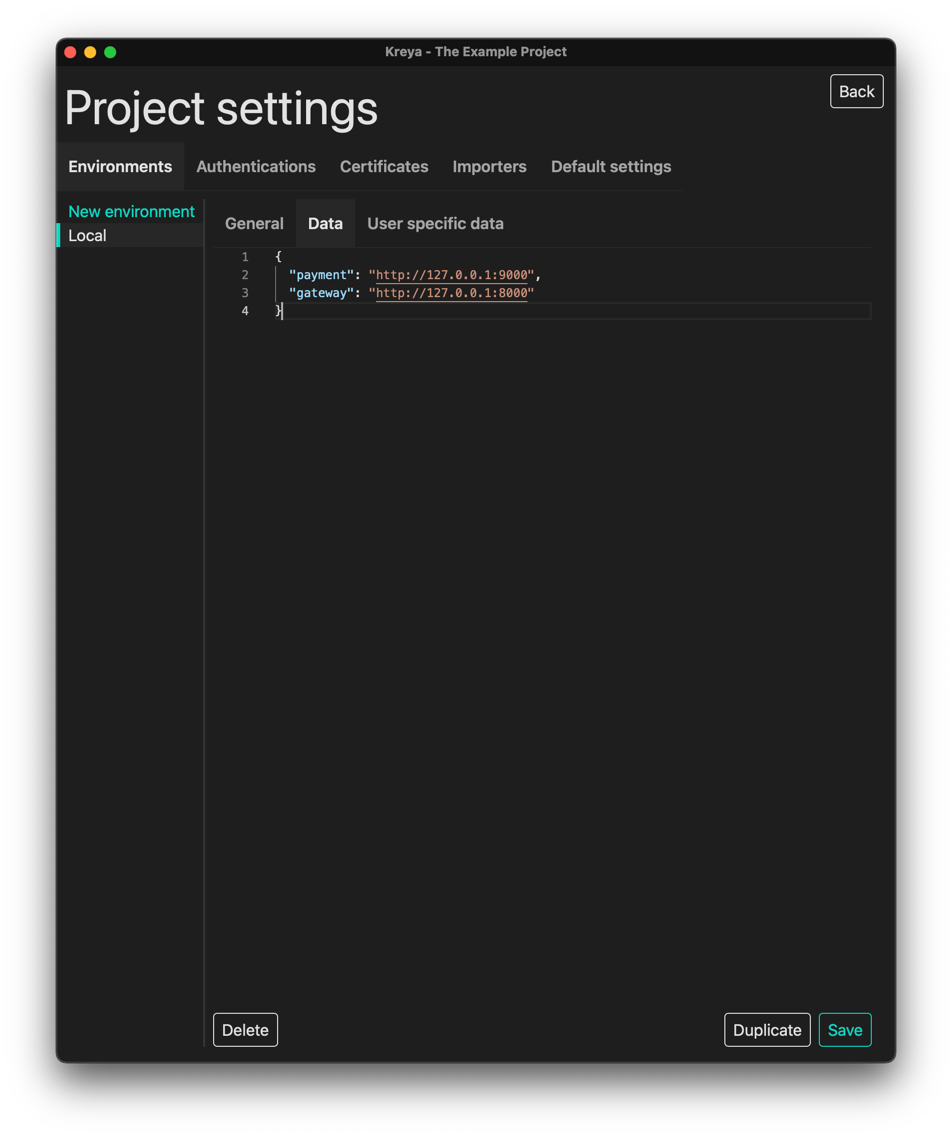 Kreya - The Example Project
Project settings
Back
Environments Authentications Certificates Importers Default settings
New environment
Local
General Data User specific data
1 {
2 "payment": "http://127.0.0.1:9000",
3 "gateway": "http://127.0.0.1:8000"
4 }
Delete Duplicate Save